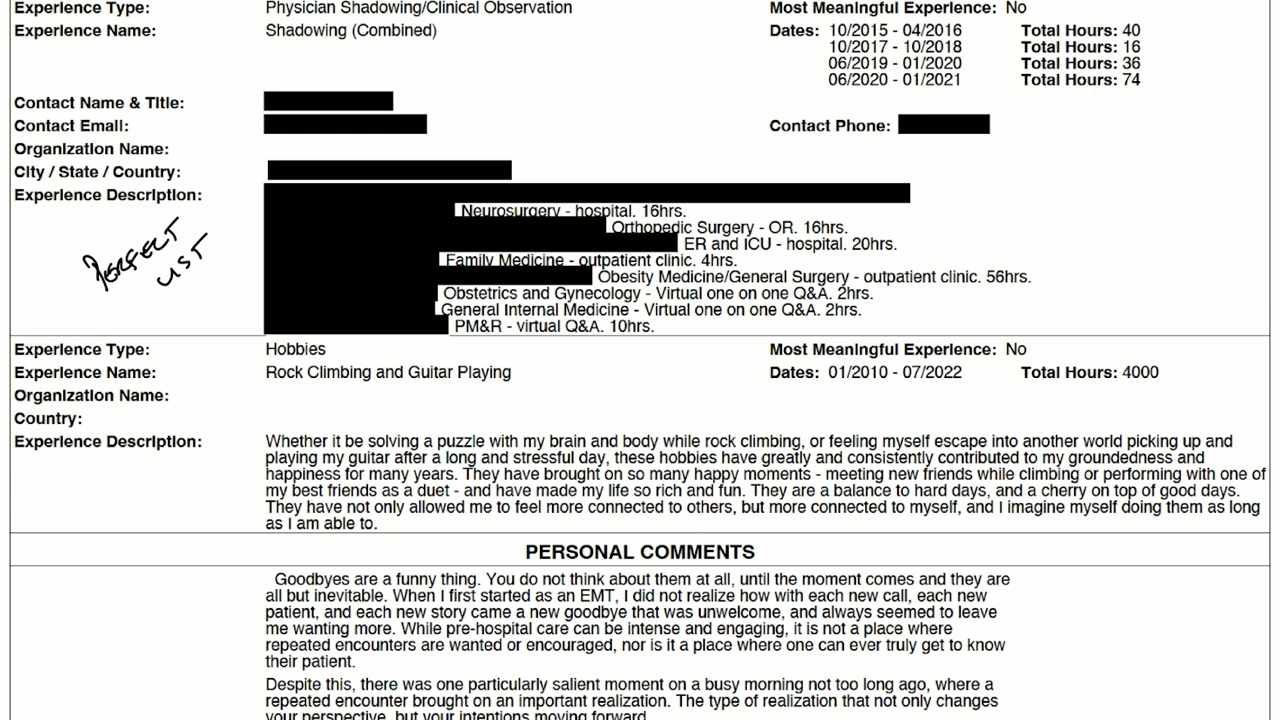 Experience Type: Physician Shadowing/Clinical Observation Most Meaningful Experience: No
Experience Name: Shadowing (Combined) Dates: 10/2015 - 04/2016 Total Hours: 40
10/2017 - 10/2018 Total Hours: 16
06/2019 - 01/2020 Total Hours: 36
06/2020 - 01/2021 Total Hours: 74
Contact Name & Title:
Contact Email: Contact Phone:
Organization Name:
City / State / Country:
Experience Description:
Neurosurgery - hospital. 16hrs.
Orthopedic Surgery - OR. 16hrs.
ER and ICU - hospital. 20hrs.
Family Medicine - outpatient clinic. 4hrs.
Obesity Medicine/General Surgery - outpatient clinic. 56hrs.
Obstetrics and Gynecology - Virtual one on one Q&A. 2hrs.
General Internal Medicine - Virtual one on one Q&A. 2hrs.
PM&R - virtual Q&A. 10hrs.
PERFECT
LIST
Experience Type: Hobbies Most Meaningful Experience: No
Experience Name: Rock Climbing and Guitar Playing Dates: 01/2010 - 07/2022 Total Hours: 4000
Organization Name:
Country:
Experience Description: Whether it be solving a puzzle with my brain and body while rock climbing, or feeling myself escape into another world picking up and
playing my guitar after a long and stressful day, these hobbies have greatly and consistently contributed to my groundedness and
happiness for many years. They have brought on so many happy moments - meeting new friends while climbing or performing with one of
my best friends as a duet - and have made my life so rich and fun. They are a balance to hard days, and a cherry on top of good days.
They have not only allowed me to feel more connected to others, but more connected to myself, and I imagine myself doing them as long
as I am able to.
PERSONAL COMMENTS
Goodbyes are a funny thing. You do not think about them at all, until the moment comes and they are
all but inevitable. When I first started as an EMT, I did not realize how with each new call, each new
patient, and each new story came a new goodbye that was unwelcome, and always seemed to leave
me wanting more. While pre-hospital care can be intense and engaging, it is not a place where
repeated encounters are wanted or encouraged, nor is it a place where one can ever truly get to know
their patient.
Despite this, there was one particularly salient moment on a busy morning not too long ago, where a
repeated encounter brought on an important realization. The type of realization that not only changes
your perspective, but your intentions moving forward.